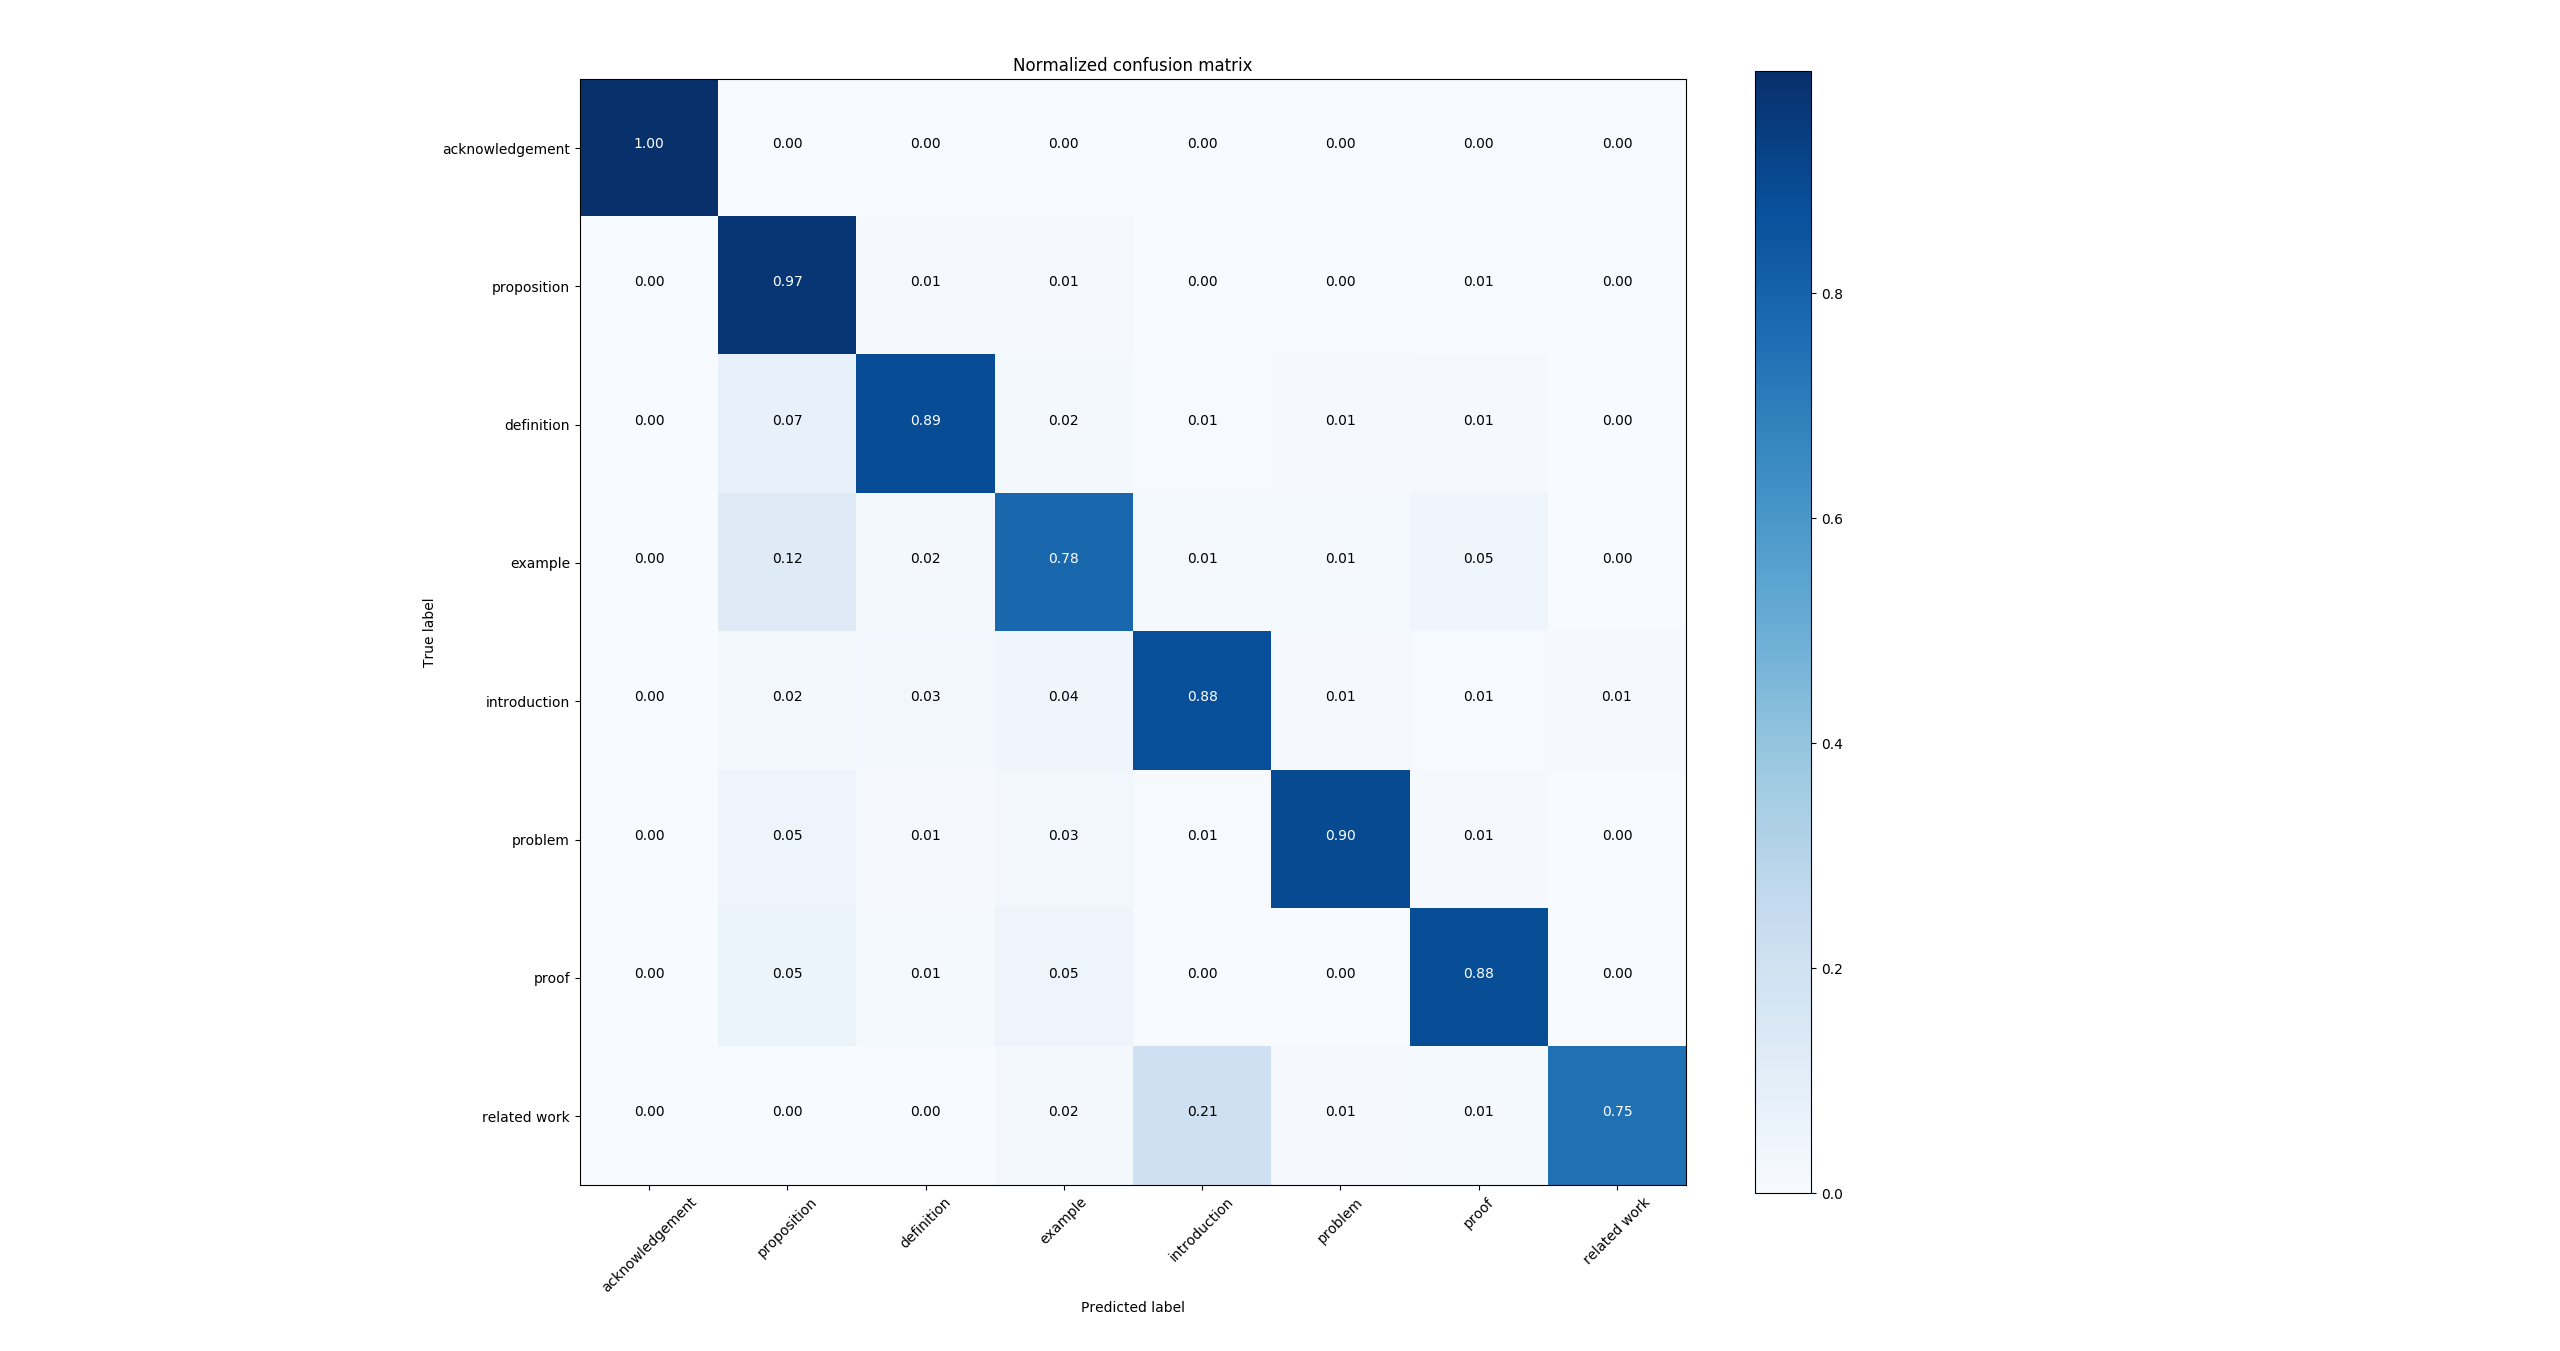 Normalized confusion matrix
acknowledgement 1.00 0.00 0.00 0.00 0.00 0.00 0.00 0.00
proposition 0.00 0.97 0.01 0.01 0.00 0.00 0.01 0.00
definition 0.00 0.07 0.89 0.02 0.01 0.01 0.01 0.00
example 0.00 0.12 0.02 0.78 0.01 0.01 0.05 0.00
introduction 0.00 0.02 0.03 0.04 0.88 0.01 0.01 0.01
problem 0.00 0.05 0.01 0.03 0.01 0.90 0.01 0.00
proof 0.00 0.05 0.01 0.05 0.00 0.00 0.88 0.00
related work 0.00 0.00 0.00 0.02 0.21 0.01 0.01 0.75
True label
acknowledgement proposition definition example introduction problem proof related work
Predicted label
0.8
0.6
0.4
0.2
0.0